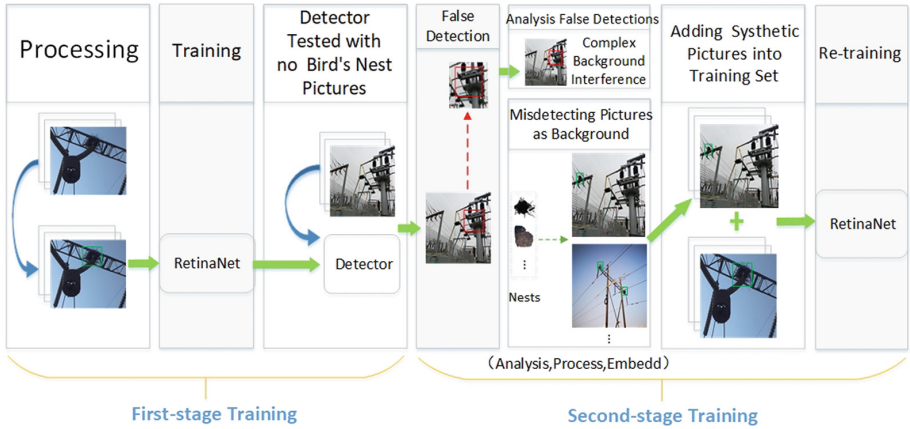 Processing
Training
Detector
Tested with
no Bird's Nest
Pictures
False
Detection
Analysis False Detections
Complex
Background
Interference
Misdetecting Pictures
as Background
Adding Synthetic
Pictures into
Training Set
Re-training
RetinaNet
Detector
Nests
RetinaNet
(Analysis,Process,Embedd)
First-stage Training
Second-stage Training